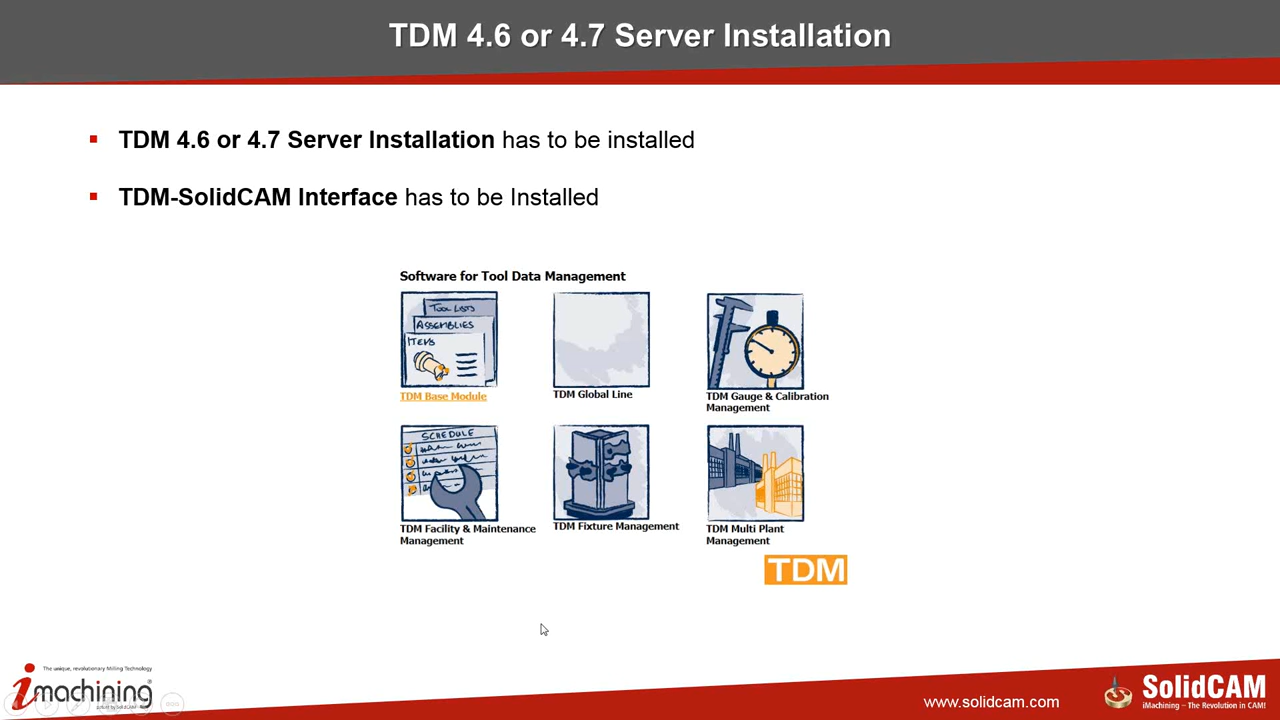 TDM 4.6 or 4.7 Server Installation
TDM 4.6 or 4.7 Server Installation has to be installed
TDM-SolidCAM Interface has to be Installed
Software for Tool Data Management
TOOL LISTS
ASSEMBLIES
ITEMS
TDM Base Module
TDM Global Line
TDM Gauge & Calibration
Management
SCHEDULE
TDM Facility & Maintenance
Management
TDM Fixture Management
TDM Multi Plant
Management
TDM
The unique, revolutionary Milling Technology
imachining
www.solidcam.com
SolidCAM
iMachining – The Revolution in CAM!